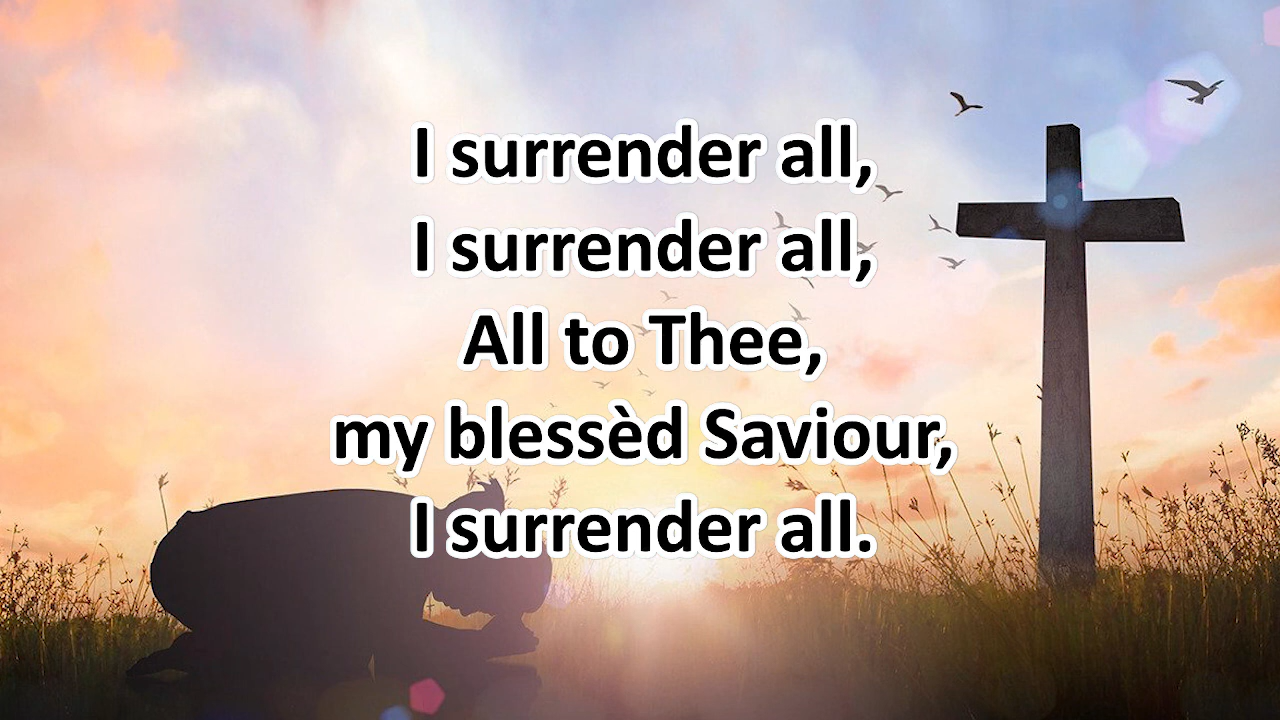 I surrender all,
I surrender all,
All to Thee,
my blessèd Saviour,
I surrender all.